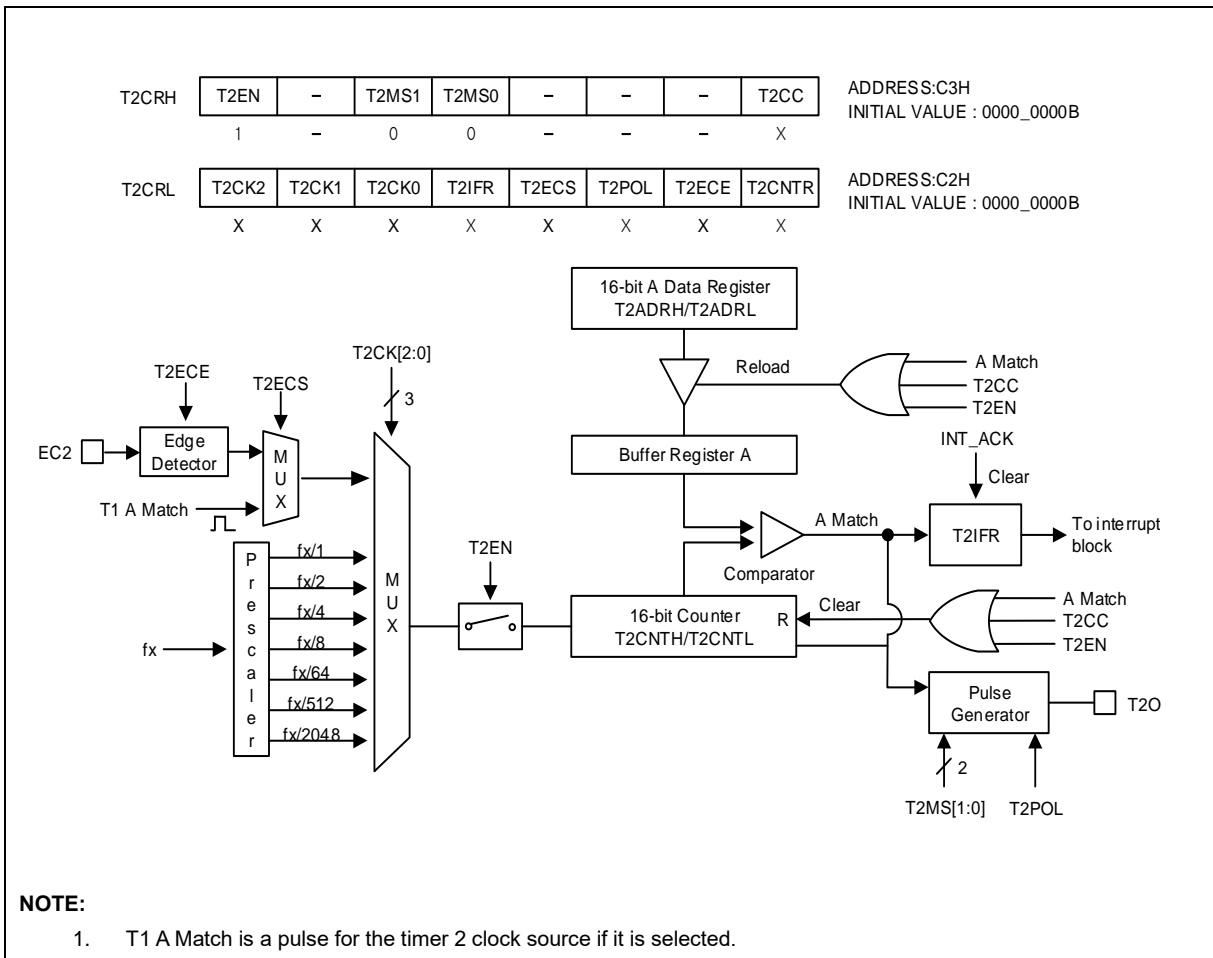 T2CRH T2EN – T2MS1 T2MS0 – – – T2CC
ADDRESS:C3H
INITIAL VALUE : 0000_0000B
1 – 0 0 – – – X
T2CRL T2CK2 T2CK1 T2CK0 T2IFR T2ECS T2POL T2ECE T2CNTR
ADDRESS:C2H
INITIAL VALUE : 0000_0000B
X X X X X X X X
16-bit A Data Register
T2ADRH/T2ADRL
T2CK[2:0]
3
Reload
A Match
T2CC
T2EN
T2ECE
T2ECS
EC2
Edge
Detector
MUX
T1 A Match
Buffer Register A
INT_ACK
Clear
A Match
T2IFR
To interrupt
block
Comparator
fx
Prescaler
fx/1
fx/2
fx/4
fx/8
fx/64
fx/512
fx/2048
MUX
T2EN
16-bit Counter
T2CNTH/T2CNTL
R
Clear
A Match
T2CC
T2EN
Pulse
Generator
T2O
2
T2MS[1:0]
T2POL
NOTE:
1. T1 A Match is a pulse for the timer 2 clock source if it is selected.